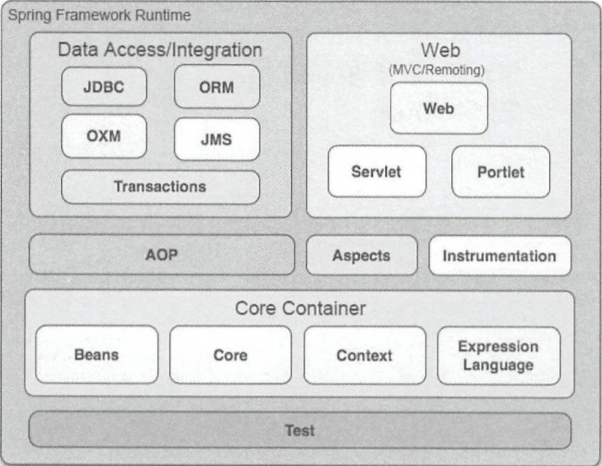 Spring Framework Runtime
Data Access/Integration
JDBC
ORM
OXM
JMS
Transactions
Web
(MVC/Remoting)
Web
Servlet
Portlet
AOP
Aspects
Instrumentation
Core Container
Beans
Core
Context
Expression
Language
Test